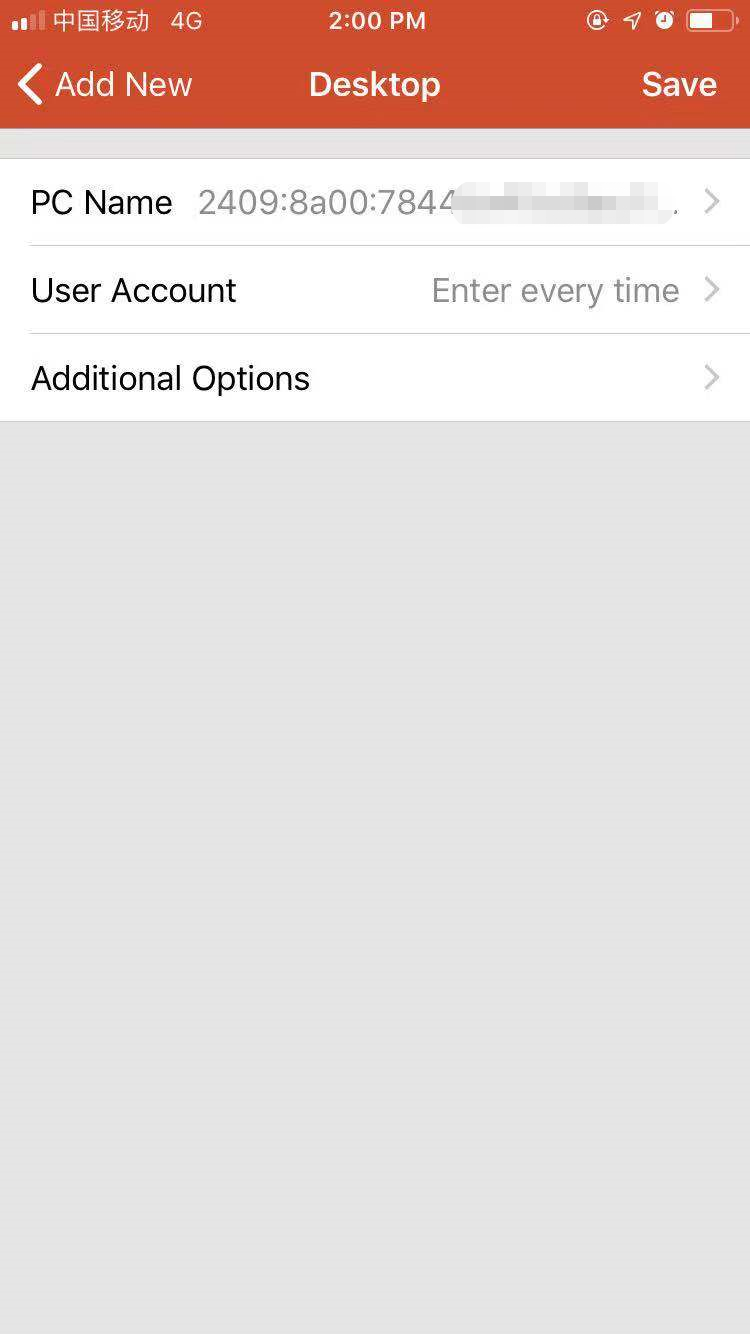 中国移动 4G 2:00 PM
Add New Desktop Save
PC Name 2409:8a00:7844
User Account Enter every time
Additional Options